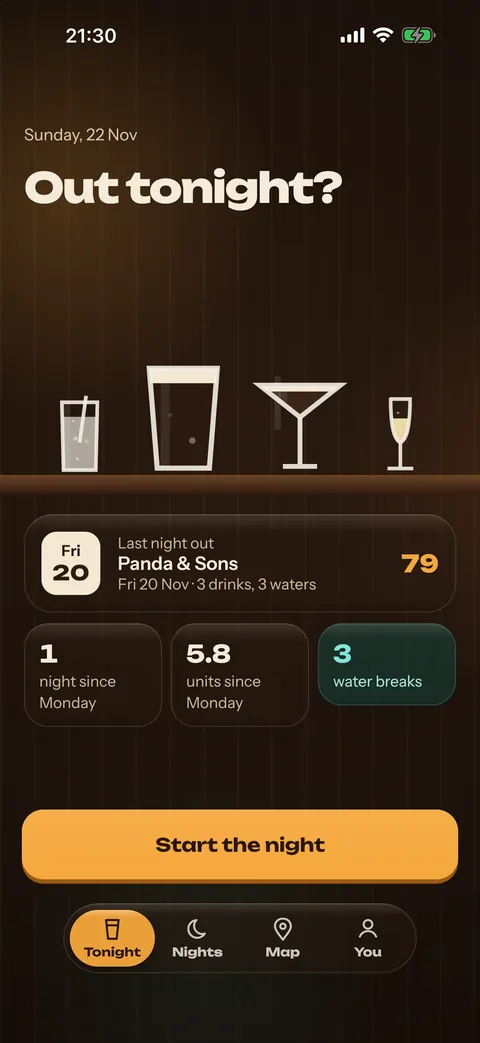 21:30
Sunday, 22 Nov
Out tonight?
Fri
20
Last night out
Panda & Sons
Fri 20 Nov · 3 drinks, 3 waters
79
1
night since
Monday
5.8
units since
Monday
3
water breaks
Start the night
Tonight
Nights
Map
You